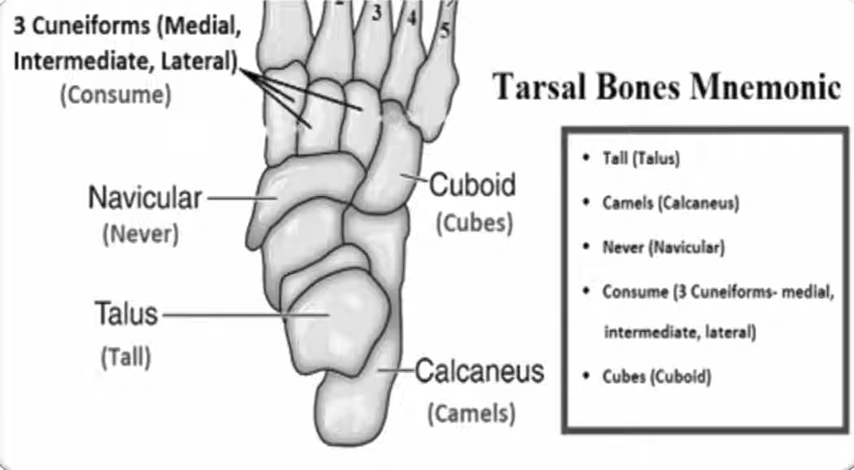 3 Cuneiforms (Medial,
Intermediate, Lateral)
(Consume)
3
4
5
Tarsal Bones Mnemonic
Navicular
(Never)
Cuboid
(Cubes)
Talus
(Tall)
Calcaneus
(Camels)
• Tall (Talus)
• Camels (Calcaneus)
• Never (Navicular)
• Consume (3 Cuneiforms- medial,
intermediate, lateral)
• Cubes (Cuboid)